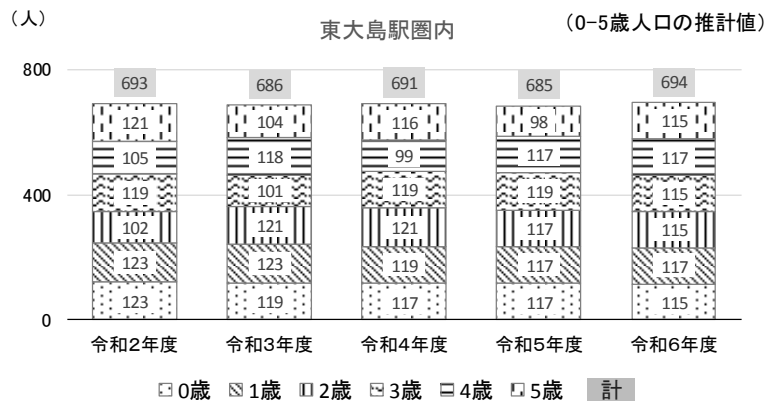 （人）
東大島駅圏内
（0-5歳人口の推計値）
800
693 686 691 685 694
121 104 116 98 115
105 118 99 117 117
400
119 101 119 119 115
102 121 121 117 115
123 123 119 117 117
123 119 117 117 115
0
令和2年度 令和3年度 令和4年度 令和5年度 令和6年度
0歳 1歳 2歳 3歳 4歳 5歳 計